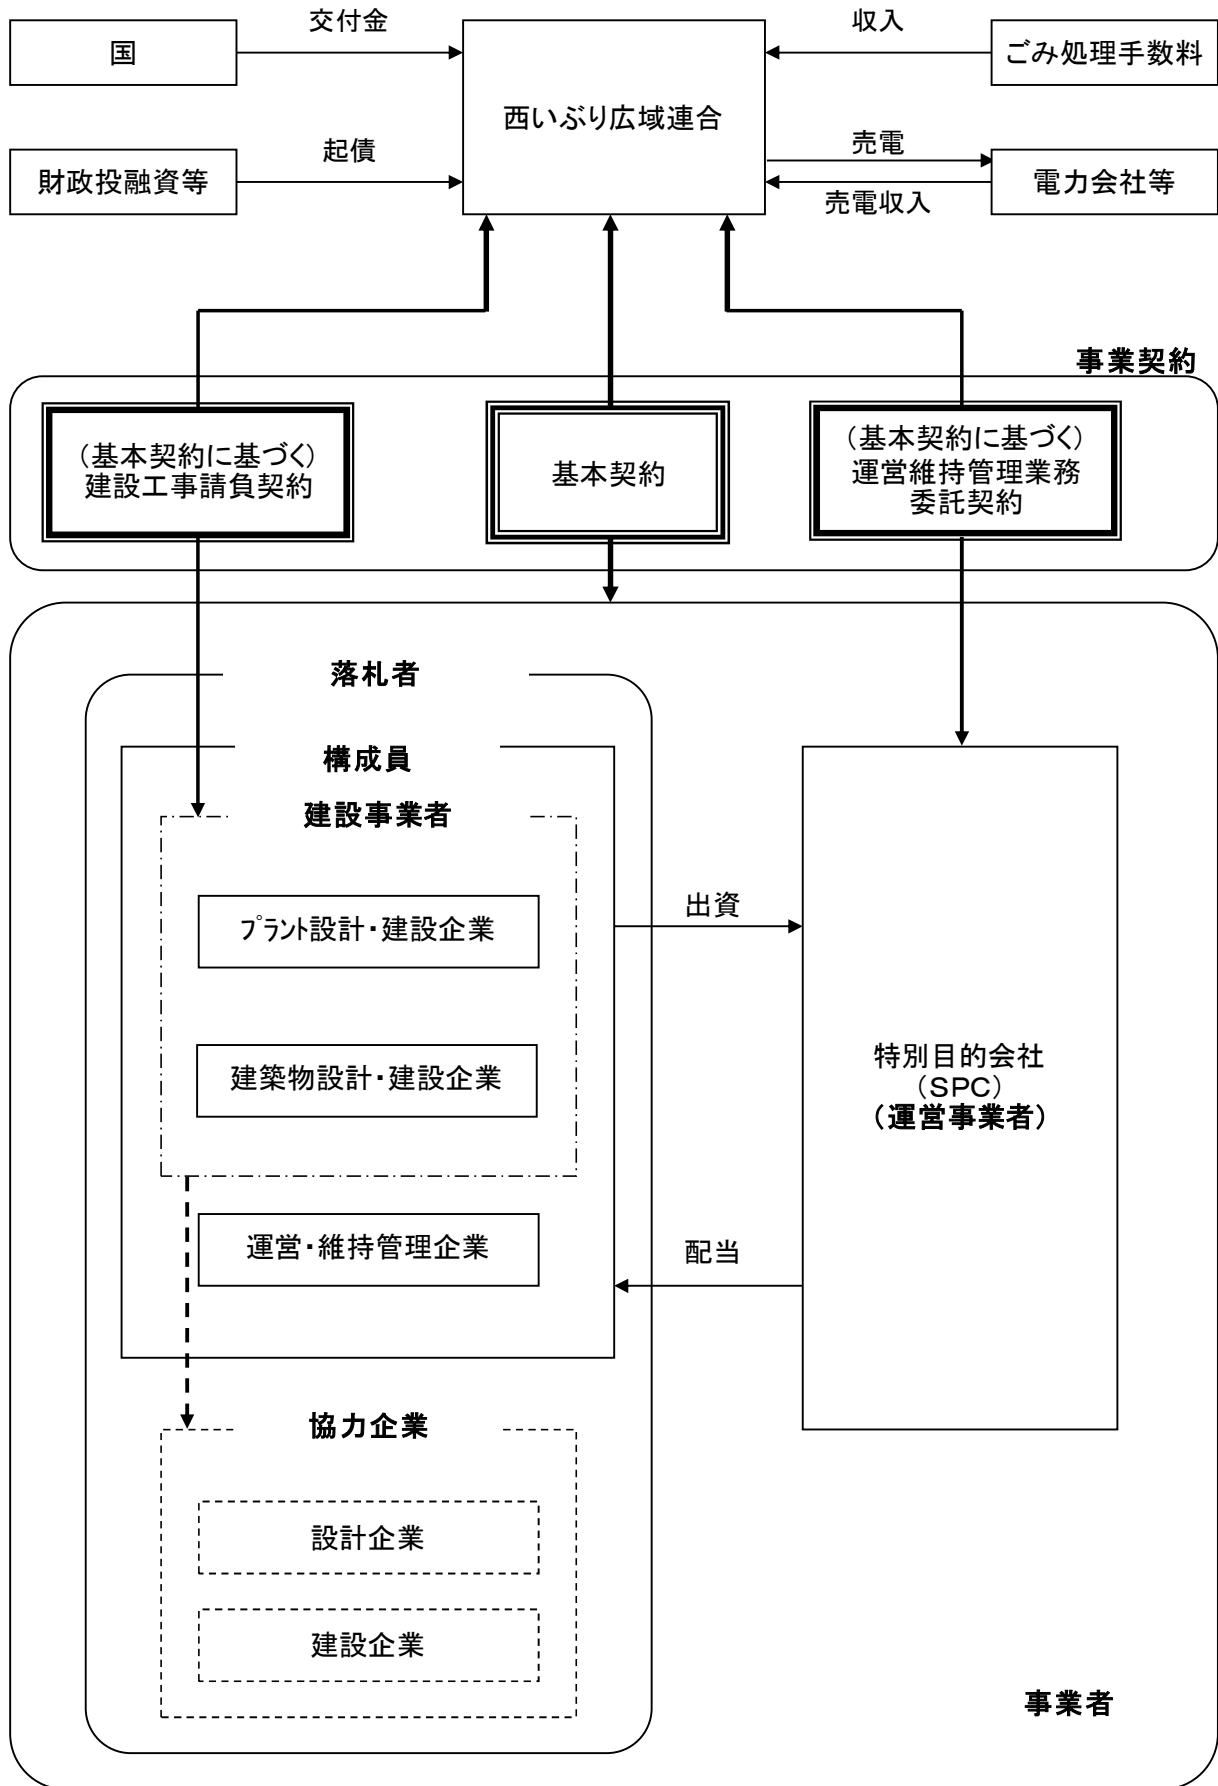 交付金
収入
国
西いぶり広域連合
ごみ処理手数料
起債
売電
財政投融資等
電力会社等
売電収入
事業契約
（基本契約に基づく）
建設工事請負契約
基本契約
（基本契約に基づく）
運営維持管理業務
委託契約
落札者
構成員
建設事業者
プラント設計・建設企業
出資
建築物設計・建設企業
特別目的会社
（SPC）
（運営事業者）
運営・維持管理企業
配当
協力企業
設計企業
建設企業
事業者